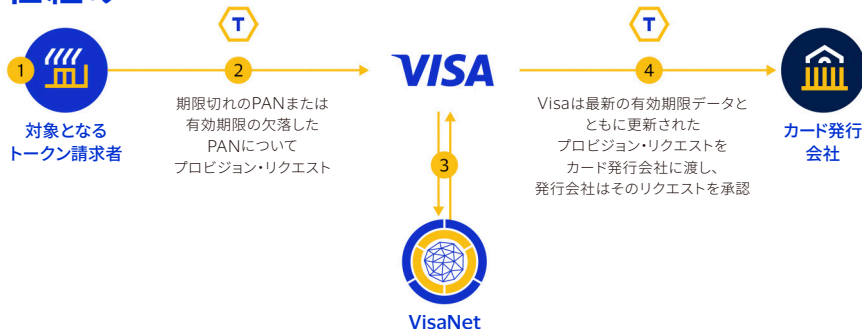 T
T
1
2
VISA
4
期限切れのPANまたは
有効期限の欠落した
PANについて
プロビジョン・リクエスト
Visaは最新の有効期限データと
ともに更新された
プロビジョン・リクエストを
カード発行会社に渡し、
発行会社はそのリクエストを承認
対象となる
トークン請求者
カード発行
会社
3
VisaNet